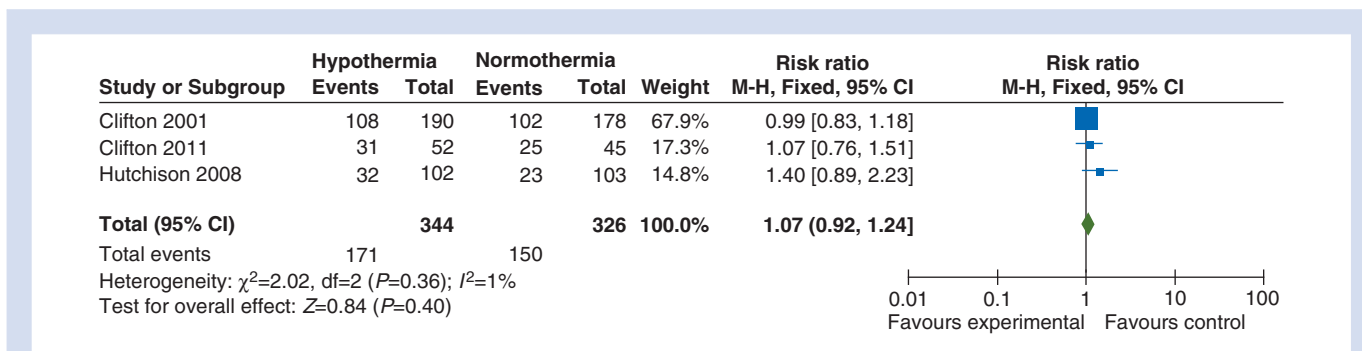 Hypothermia Normothermia Risk ratio Risk ratio
Study or Subgroup Events Total Events Total Weight M-H, Fixed, 95% CI M-H, Fixed, 95% CI
Clifton 2001 108 190 102 178 67.9% 0.99 [0.83, 1.18]
Clifton 2011 31 52 25 45 17.3% 1.07 [0.76, 1.51]
Hutchison 2008 32 102 23 103 14.8% 1.40 [0.89, 2.23]
Total (95% CI) 344 326 100.0% 1.07 (0.92, 1.24]
Total events 171 150
Heterogeneity: χ²=2.02, df=2 (P=0.36); I²=1%
Test for overall effect: Z=0.84 (P=0.40)
0.01 0.1 1 10 100
Favours experimental Favours control